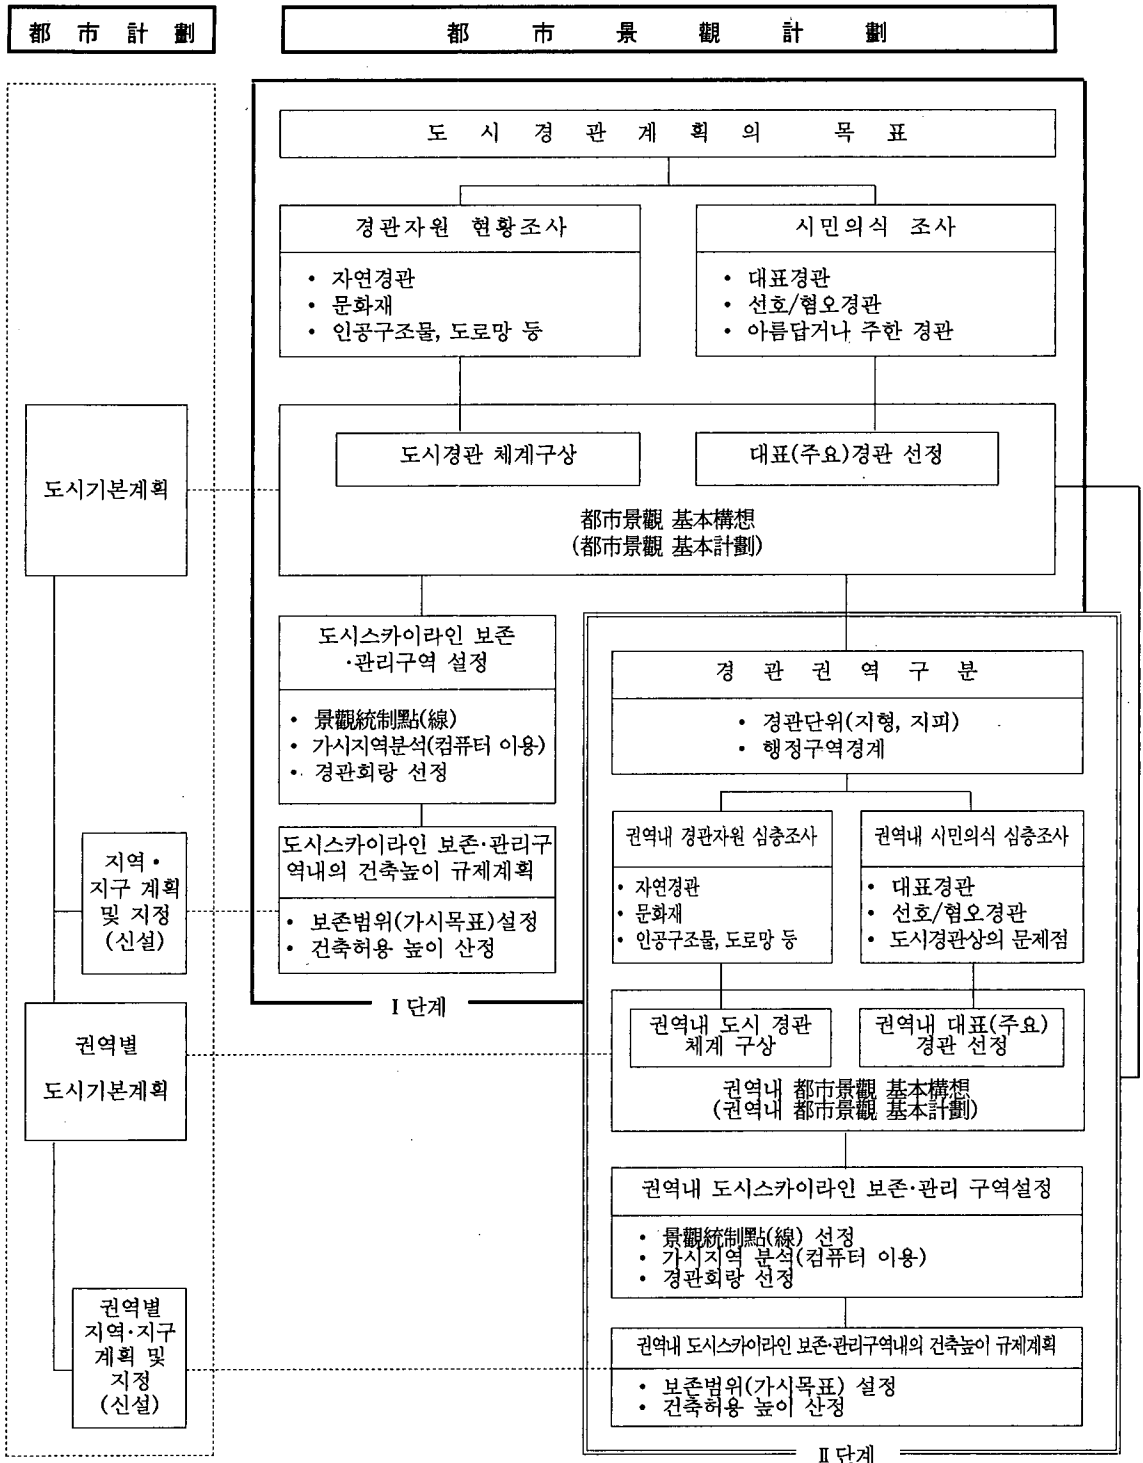 都 市 計 劃
都 市 景 觀 計 劃
도 시 경 관 계 획 의 목 표
경관자원 현황조사
• 자연경관
• 문화재
• 인공구조물, 도로망 등
시민의식 조사
• 대표경관
• 선호/혐오경관
• 아름답거나 주한 경관
도시기본계획
도시경관 체계구상
대표(주요)경관 선정
都市景觀 基本構想
(都市景觀 基本計劃)
도시스카이라인 보존
·관리구역 설정
• 景觀統制點(線)
• 가시지역분석(컴퓨터 이용)
• 경관회랑 선정
경 관 권 역 구 분
• 경관단위(지형, 지피)
• 행정구역경계
지역·
지구 계획
및 지정
(신설)
도시스카이라인 보존·관리구
역내의 건축높이 규제계획
• 보존범위(가시목표)설정
• 건축허용 높이 산정
권역내 경관자원 심층조사
• 자연경관
• 문화재
• 인공구조물, 도로망 등
권역내 시민의식 심층조사
• 대표경관
• 선호/혐오경관
• 도시경관상의 문제점
I 단계
권역별
도시기본계획
권역내 도시 경관
체계 구상
권역내 대표(주요)
경관 선정
권역내 都市景觀 基本構想
(권역내 都市景觀 基本計劃)
권역내 도시스카이라인 보존·관리 구역설정
• 景觀統制點(線) 선정
• 가시지역 분석(컴퓨터 이용)
• 경관회랑 선정
권역별
지역·지구
계획 및
지정
(신설)
권역내 도시스카이라인 보존·관리구역내의 건축높이 규제계획
• 보존범위(가시목표) 설정
• 건축허용 높이 산정
II 단계